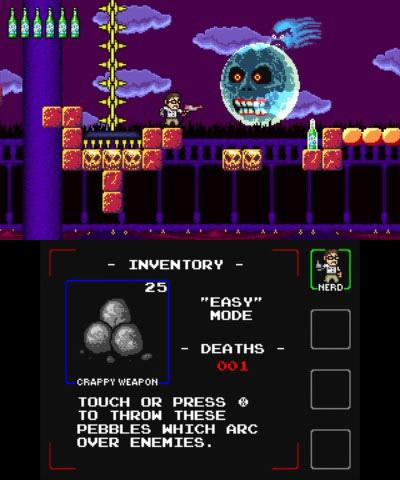 - INVENTORY -
25
"EASY"
MODE
NERD
- DEATHS -
001
CRAPPY WEAPON
TOUCH OR PRESS ⓧ
TO THROW THESE
PEBBLES WHICH ARC
OVER ENEMIES.